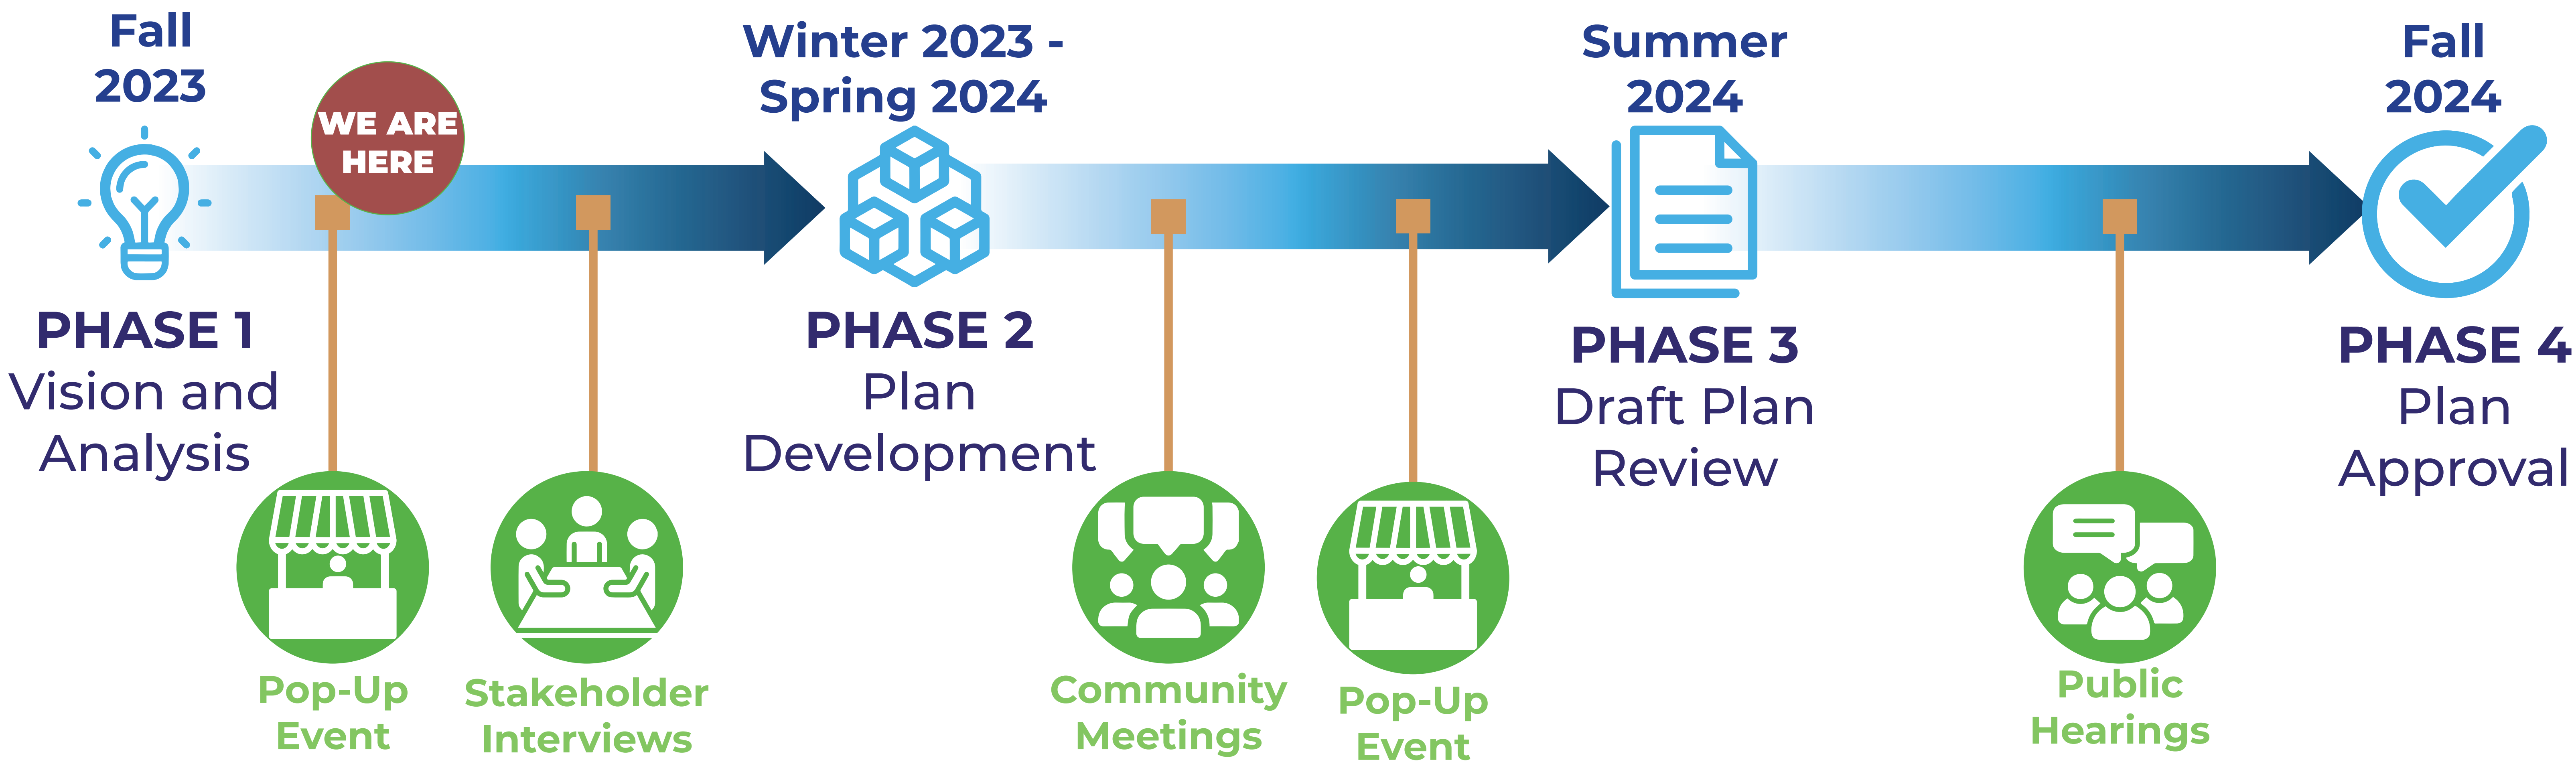 Fall
2023
WE ARE
HERE
Winter 2023 -
Spring 2024
Summer
2024
Fall
2024
PHASE 1
Vision and
Analysis
PHASE 2
Plan
Development
PHASE 3
Draft Plan
Review
PHASE 4
Plan
Approval
Pop-Up
Event
Stakeholder
Interviews
Community
Meetings
Pop-Up
Event
Public
Hearings